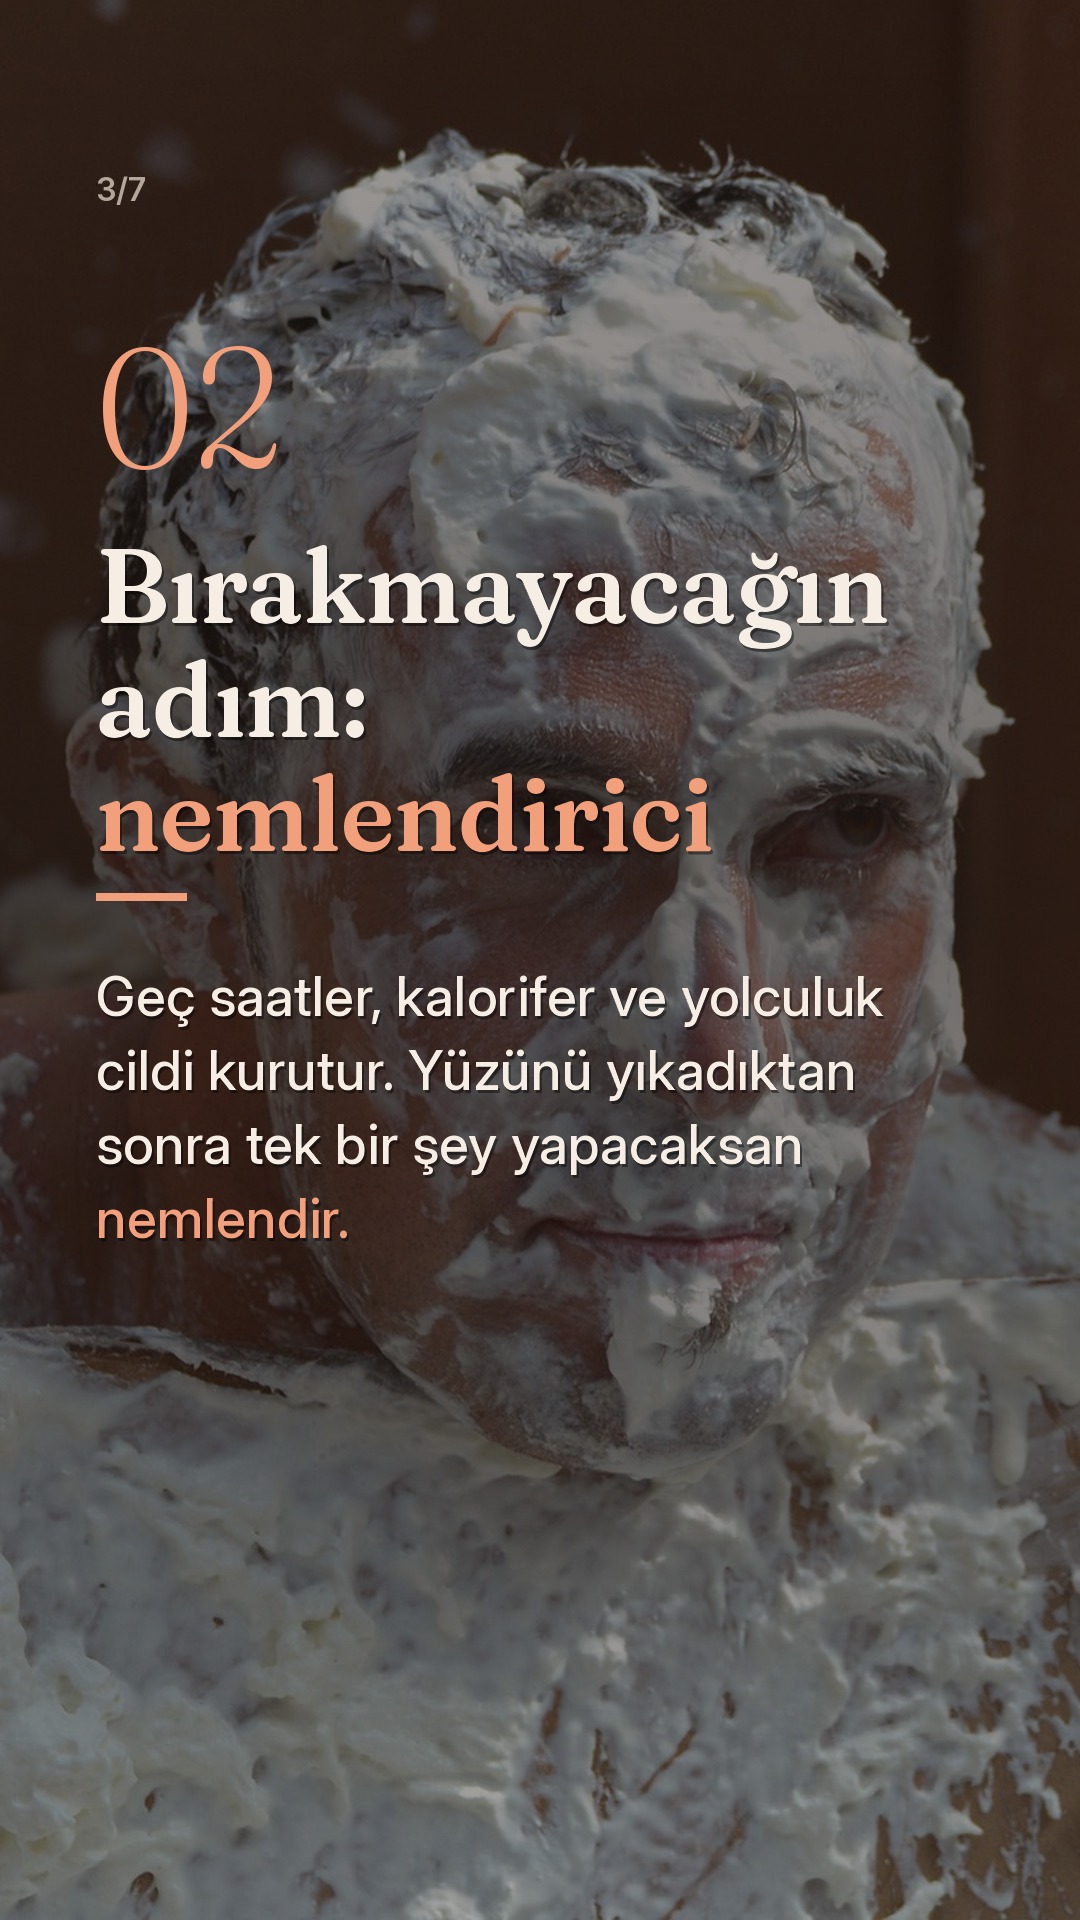 3/7
02
Bırakmayacağın
adım:
nemlendirici
Geç saatler, kalorifer ve yolculuk
cildi kurutur. Yüzünü yıkadıktan
sonra tek bir şey yapacaksan
nemlendir.